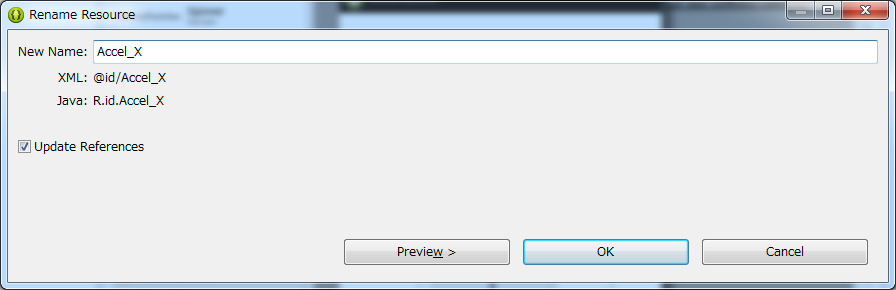 Rename Resource
New Name: Accel_X
XML: @id/Accel_X
Java: R.id.Accel_X
Update References
Preview >
OK
Cancel